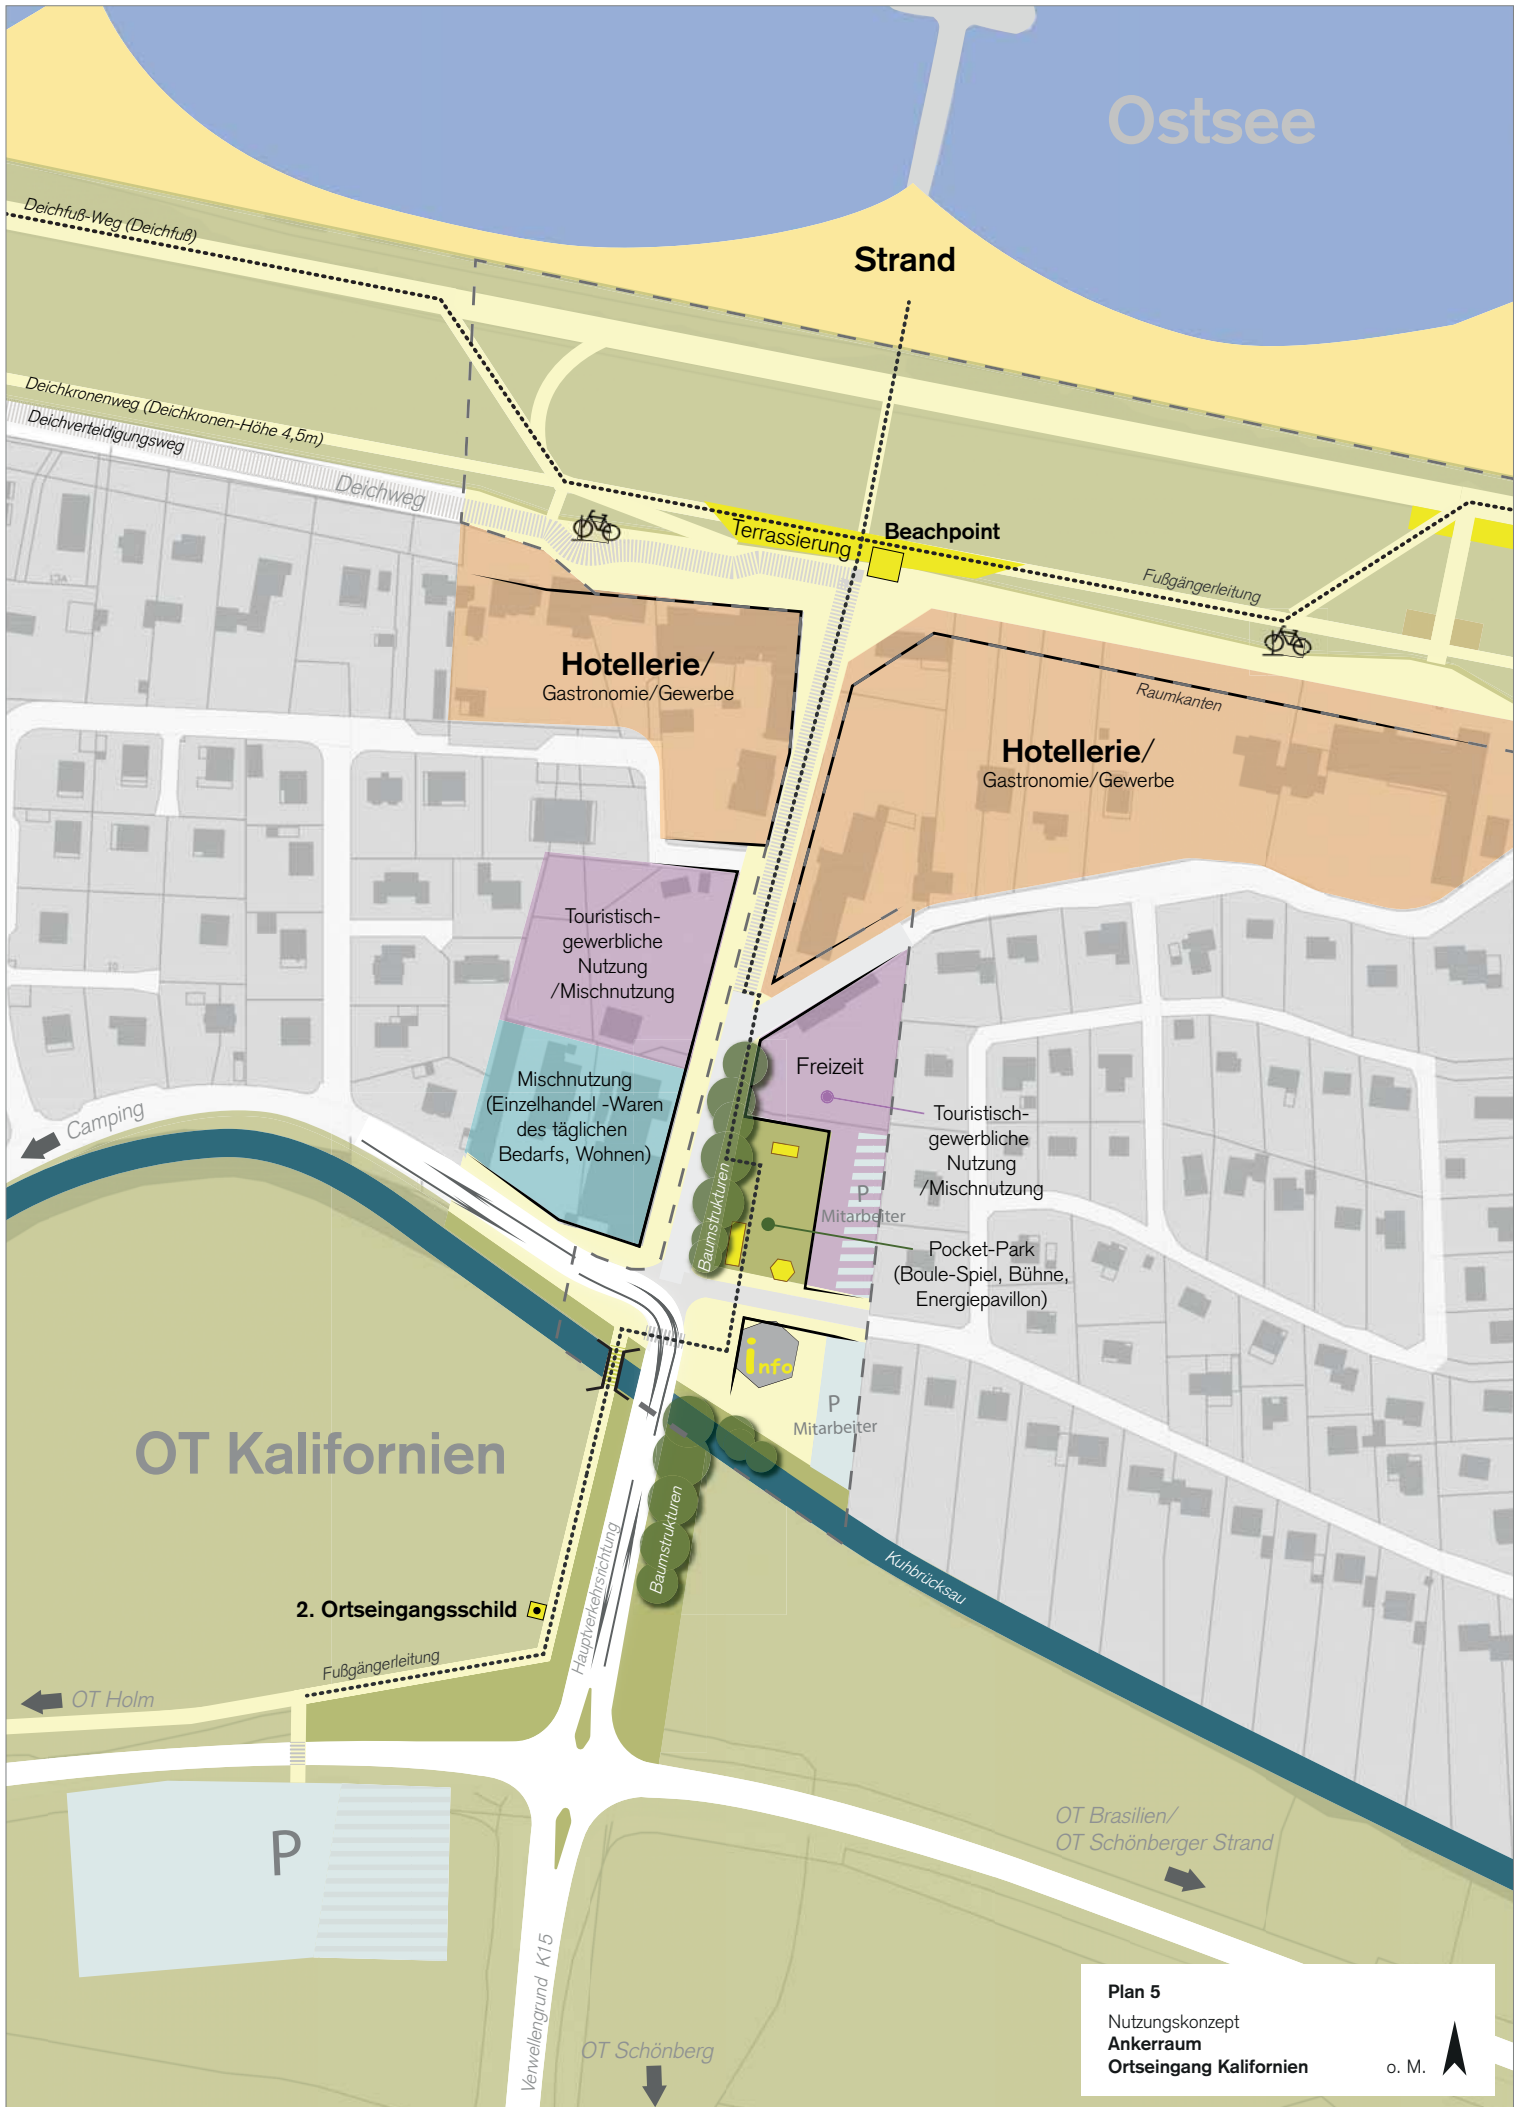 Ostsee
Strand
Deichfuß-Weg (Deichfuß)
Deichkronenweg (Deichkronen-Höhe 4,5m)
Deichverteidigungsweg
Deichweg
Terrassierung
Beachpoint
Fußgängerleitung
Raumkanten
Hotellerie/
Gastronomie/Gewerbe
Hotellerie/
Gastronomie/Gewerbe
Touristisch-
gewerbliche
Nutzung
/Mischnutzung
Mischnutzung
(Einzelhandel -Waren
des täglichen
Bedarfs, Wohnen)
Freizeit
Touristisch-
gewerbliche
Nutzung
/Mischnutzung
P
Mitarbeiter
Baumstrukturen
Pocket-Park
(Boule-Spiel, Bühne,
Energiepavillon)
Camping
info
P
Mitarbeiter
OT Kalifornien
Baumstrukturen
Hauptverkehrsrichtung
Kuhbrücksau
2. Ortseingangsschild
Fußgängerleitung
OT Holm
P
OT Brasilien/
OT Schönberger Strand
Verwellengrund K15
OT Schönberg
Plan 5
Nutzungskonzept
Ankerraum
Ortseingang Kalifornien
o. M.